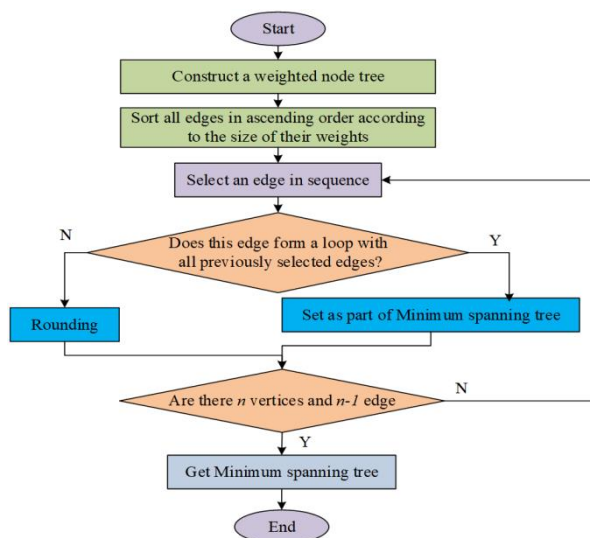 Start
Construct a weighted node tree
Sort all edges in ascending order according
to the size of their weights
Select an edge in sequence
N
Does this edge form a loop with
all previously selected edges?
Y
Rounding
Set as part of Minimum spanning tree
Are there n vertices and n-1 edge
N
Y
Get Minimum spanning tree
End